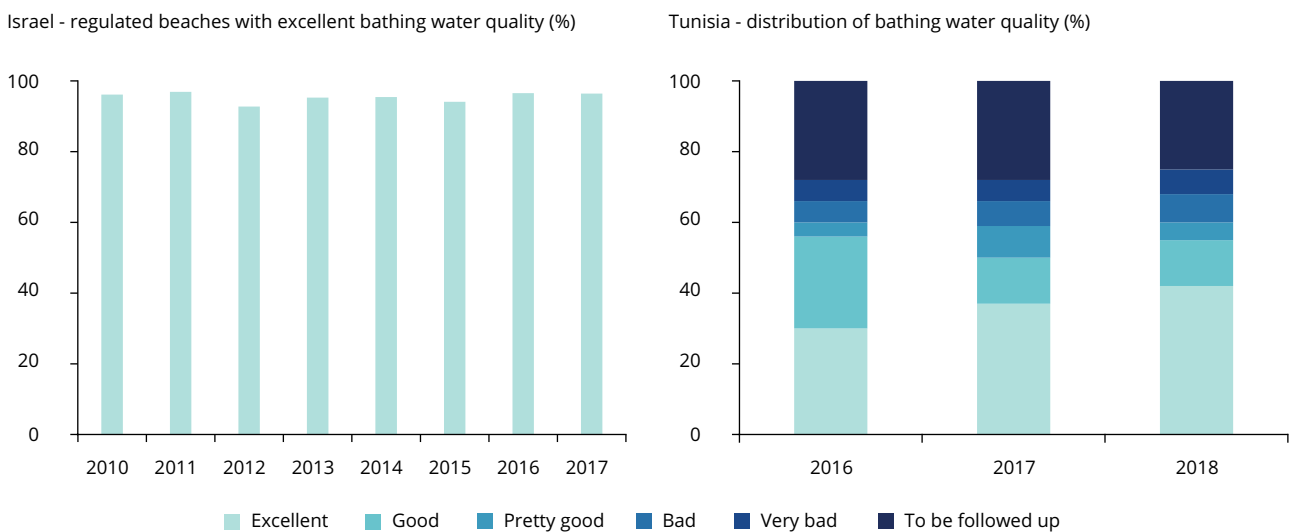 Israel - regulated beaches with excellent bathing water quality (%)
100
80
60
40
20
0
2010 2011 2012 2013 2014 2015 2016 2017
Tunisia - distribution of bathing water quality (%)
100
80
60
40
20
0
2016 2017 2018
Excellent Good Pretty good Bad Very bad To be followed up